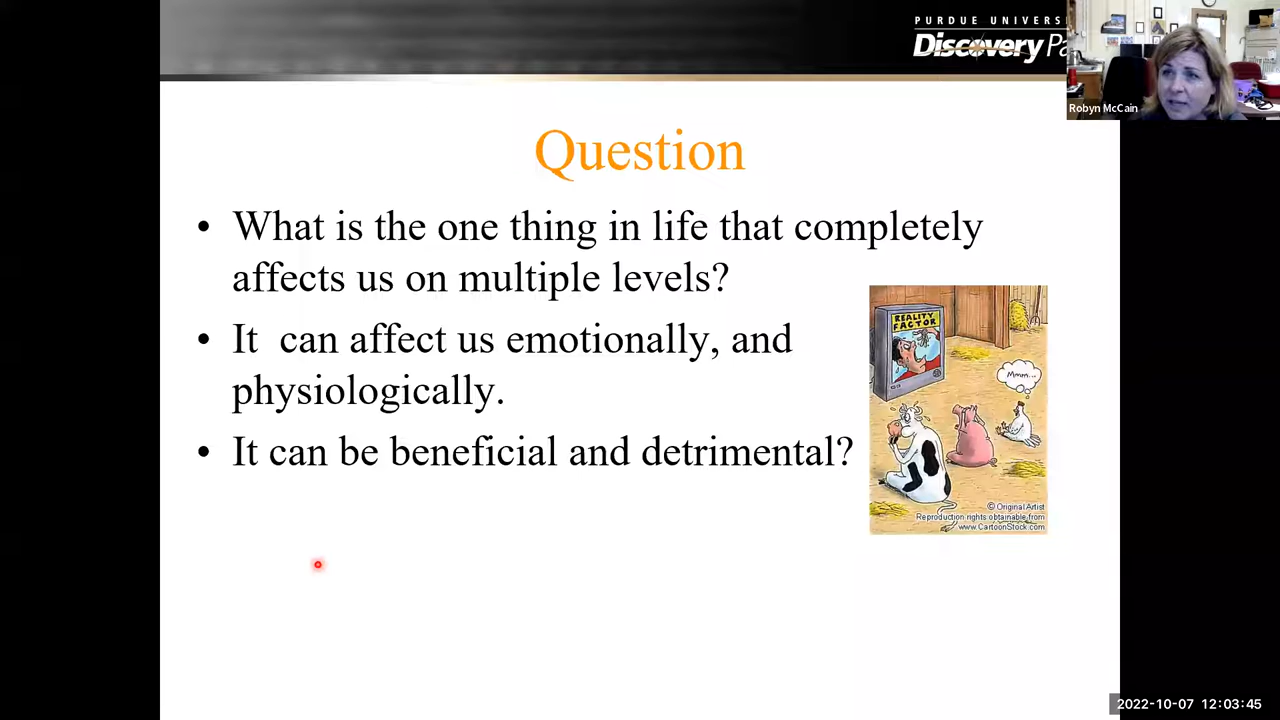 PURDUE UNIVERS
Discovery Pa
Robyn McCain
Question
• What is the one thing in life that completely
affects us on multiple levels?
• It can affect us emotionally, and
physiologically.
• It can be beneficial and detrimental?
REALITY
FACTOR
Mmm...
© Original Artist
Reproduction rights obtainable from
www.CartoonStock.com
2022-10-07 12:03:45